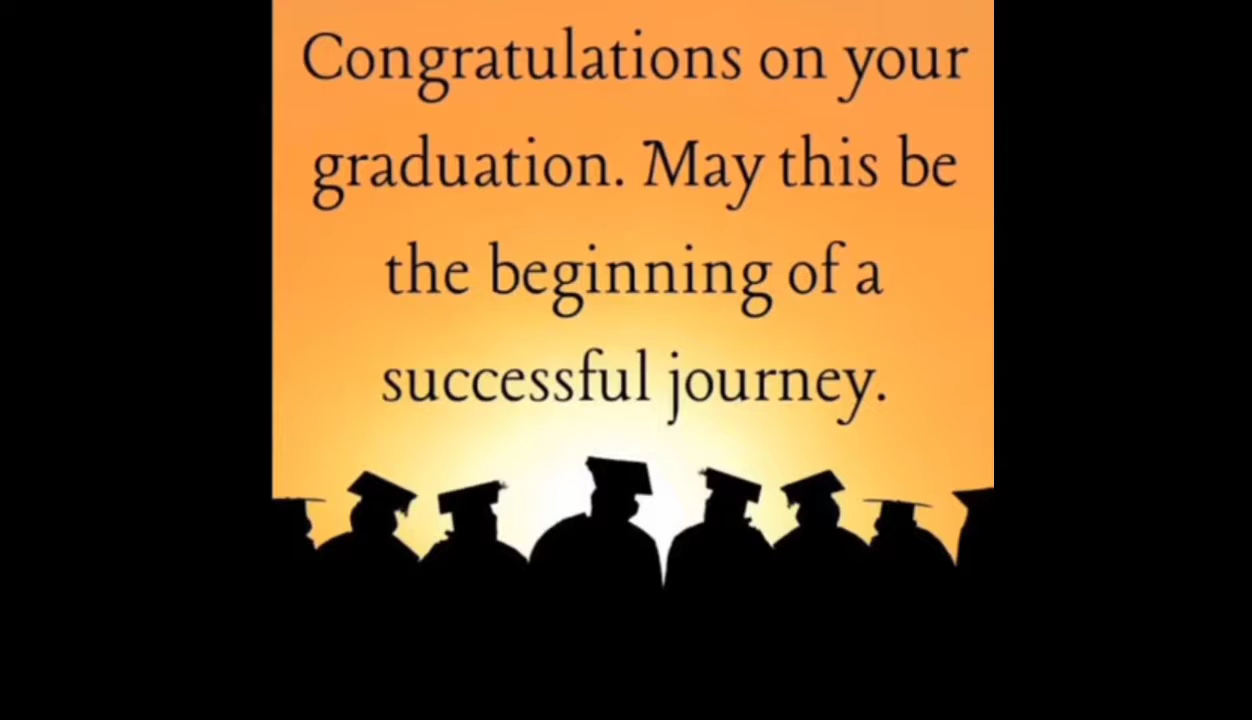 Congratulations on your
graduation. May this be
the beginning of a
successful journey.